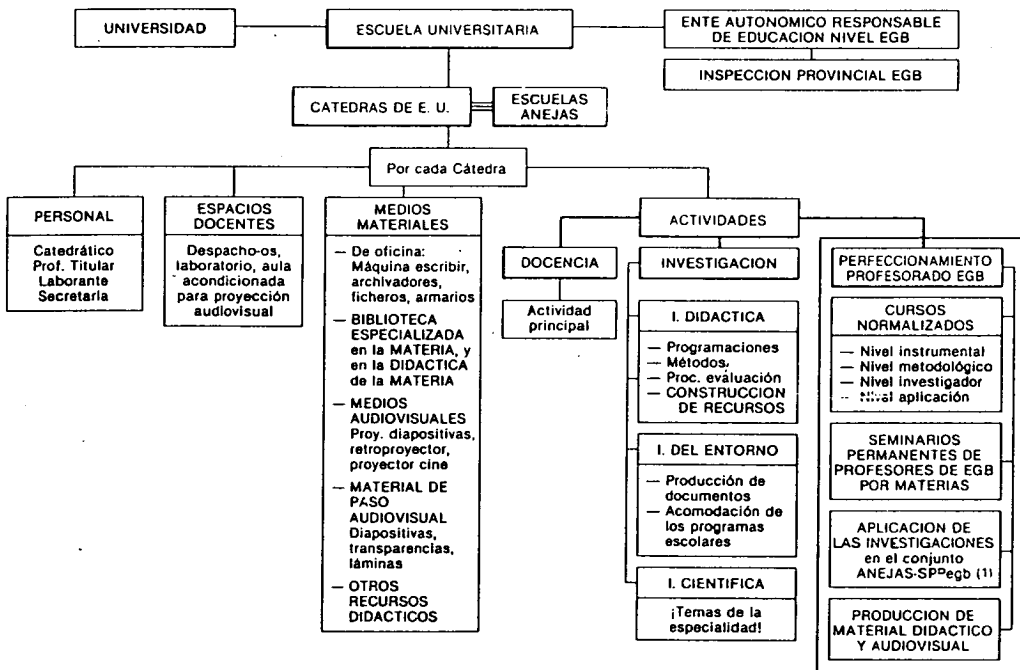 UNIVERSIDAD
ESCUELA UNIVERSITARIA
ENTE AUTONOMICO RESPONSABLE
DE EDUCACION NIVEL EGB
INSPECCION PROVINCIAL EGB
CATEDRAS DE E. U.
ESCUELAS
ANEJAS
Por cada Cátedra
PERSONAL
Catedrático
Prof. Titular
Laborante
Secretaría
ESPACIOS
DOCENTES
Despacho-os,
laboratorio, aula
acondicionada
para proyección
audiovisual
MEDIOS
MATERIALES
— De oficina:
Máquina escribir,
archivadores,
ficheros, armarios
— BIBLIOTECA
ESPECIALIZADA
en la MATERIA, y
en la DIDACTICA
de la MATERIA
— MEDIOS
AUDIOVISUALES
Proy. diapositivas,
retroproyector,
proyector cine
— MATERIAL DE
PASO
AUDIOVISUAL
Diapositivas,
transparencias,
láminas
— OTROS
RECURSOS
DIDACTICOS
ACTIVIDADES
DOCENCIA
Actividad
principal
INVESTIGACION
I. DIDACTICA
— Programaciones
— Métodos
— Proc. evaluación
— CONSTRUCCION
DE RECURSOS
I. DEL ENTORNO
— Producción de
documentos
— Acomodación de
los programas
escolares
I. CIENTIFICA
¡Temas de la
especialidad!
PERFECCIONAMIENTO
PROFESORADO EGB
CURSOS
NORMALIZADOS
— Nivel instrumental
— Nivel metodológico
— Nivel investigador
— Nivel aplicación
SEMINARIOS
PERMANENTES DE
PROFESORES DE EGB
POR MATERIAS
APLICACION DE
LAS INVESTIGACIONES
en el conjunto
ANEJAS-SPegb (1)
PRODUCCION DE
MATERIAL DIDACTICO
Y AUDIOVISUAL